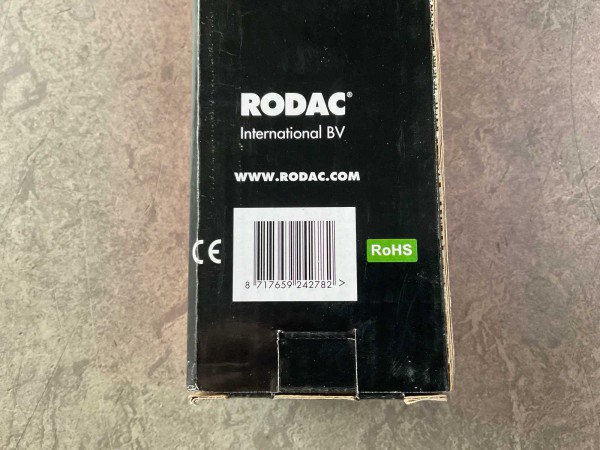 RODAC®
International BV
WWW.RODAC.COM
CE
RoHS
8 717659 242782 >